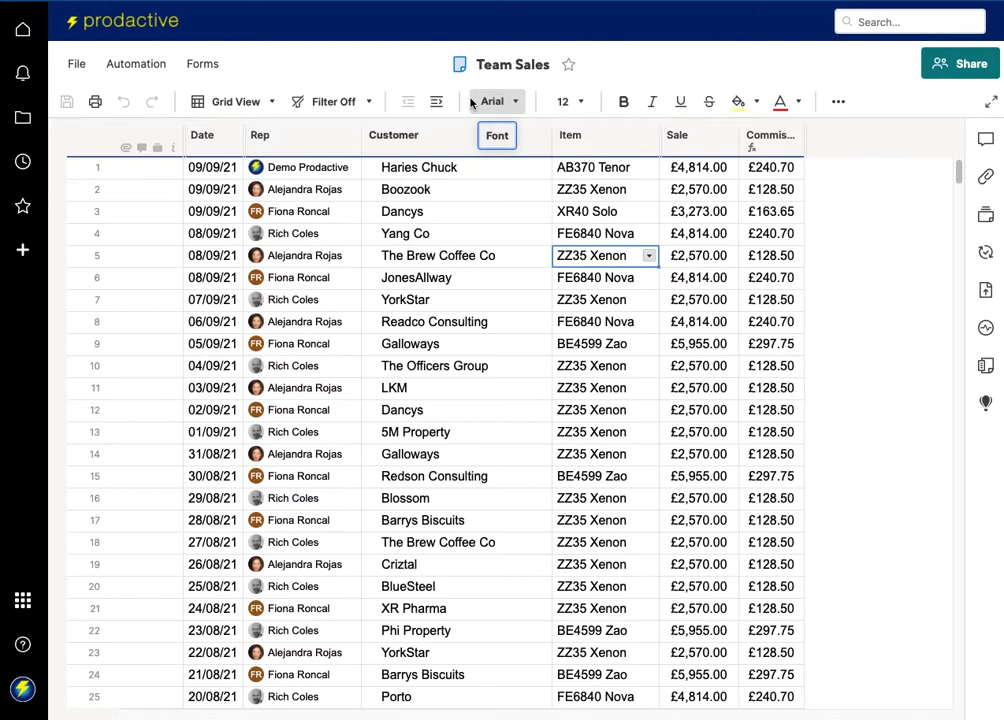 prodactive
Search...
File Automation Forms Team Sales Share
Grid View Filter Off Arial 12 B I U S A
Font
Date Rep Customer Item Sale Commis...
fx
1 09/09/21 Demo Prodactive Haries Chuck AB370 Tenor £4,814.00 £240.70
2 09/09/21 Alejandra Rojas Boozook ZZ35 Xenon £2,570.00 £128.50
3 09/09/21 FR Fiona Roncal Dancys XR40 Solo £3,273.00 £163.65
4 08/09/21 Rich Coles Yang Co FE6840 Nova £4,814.00 £240.70
5 08/09/21 Alejandra Rojas The Brew Coffee Co ZZ35 Xenon £2,570.00 £128.50
6 08/09/21 FR Fiona Roncal JonesAllway FE6840 Nova £4,814.00 £240.70
7 07/09/21 Rich Coles YorkStar ZZ35 Xenon £2,570.00 £128.50
8 06/09/21 Alejandra Rojas Readco Consulting FE6840 Nova £4,814.00 £240.70
9 05/09/21 FR Fiona Roncal Galloways BE4599 Zao £5,955.00 £297.75
10 04/09/21 Rich Coles The Officers Group ZZ35 Xenon £2,570.00 £128.50
11 03/09/21 Alejandra Rojas LKM ZZ35 Xenon £2,570.00 £128.50
12 02/09/21 FR Fiona Roncal Dancys ZZ35 Xenon £2,570.00 £128.50
13 01/09/21 Rich Coles 5M Property ZZ35 Xenon £2,570.00 £128.50
14 31/08/21 Alejandra Rojas Galloways ZZ35 Xenon £2,570.00 £128.50
15 30/08/21 FR Fiona Roncal Redson Consulting BE4599 Zao £5,955.00 £297.75
16 29/08/21 Rich Coles Blossom ZZ35 Xenon £2,570.00 £128.50
17 28/08/21 FR Fiona Roncal Barrys Biscuits ZZ35 Xenon £2,570.00 £128.50
18 27/08/21 Rich Coles The Brew Coffee Co ZZ35 Xenon £2,570.00 £128.50
19 26/08/21 Alejandra Rojas Criztal ZZ35 Xenon £2,570.00 £128.50
20 25/08/21 Rich Coles BlueSteel ZZ35 Xenon £2,570.00 £128.50
21 24/08/21 FR Fiona Roncal XR Pharma ZZ35 Xenon £2,570.00 £128.50
22 23/08/21 Rich Coles Phi Property BE4599 Zao £5,955.00 £297.75
23 22/08/21 Alejandra Rojas YorkStar ZZ35 Xenon £2,570.00 £128.50
24 21/08/21 FR Fiona Roncal Barrys Biscuits BE4599 Zao £5,955.00 £297.75
25 20/08/21 Rich Coles Porto FE6840 Nova £4,814.00 £240.70